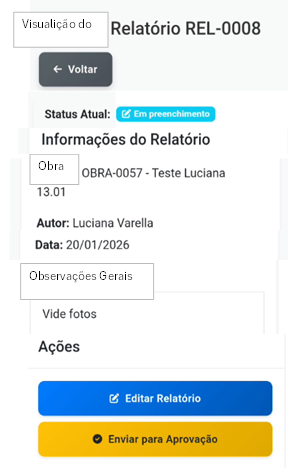 Visualição do Relatório REL-0008
Voltar
Status Atual: Em preenchimento
Informações do Relatório
Obra OBRA-0057 - Teste Luciana
13.01
Autor: Luciana Varella
Data: 20/01/2026
Observações Gerais
Vide fotos
Ações
Editar Relatório
Enviar para Aprovação